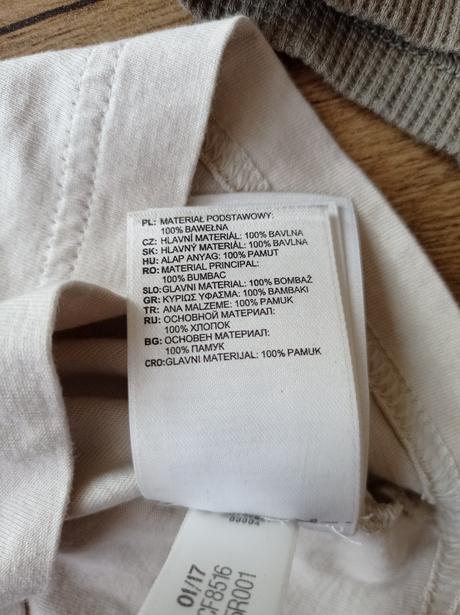 PL: MATERIAŁ PODSTAWOWY:
100% BAWEŁNA
CZ: HLAVNÍ MATERIÁL: 100% BAVLNA
SK: HLAVNÝ MATERIÁL: 100% BAVLNA
HU: ALAP ANYAG: 100% PAMUT
RO: MATERIAL PRINCIPAL:
100% BUMBAC
SLO: GLAVNI MATERIAL: 100% BOMBAŽ
GR: ΚΥΡΙΩΣ ΥΦΑΣΜΑ: 100% ΒΑΜΒΑΚΙ
TR: ANA MALZEME: 100% PAMUK
RU: ОСНОВНОЙ МАТЕРИАЛ:
100% ХЛОПОК
BG: ОСНОВЕН МАТЕРИАЛ:
100% ПАМУК
CRO: GLAVNI MATERIJAL: 100% PAMUK
01/17
CF8516